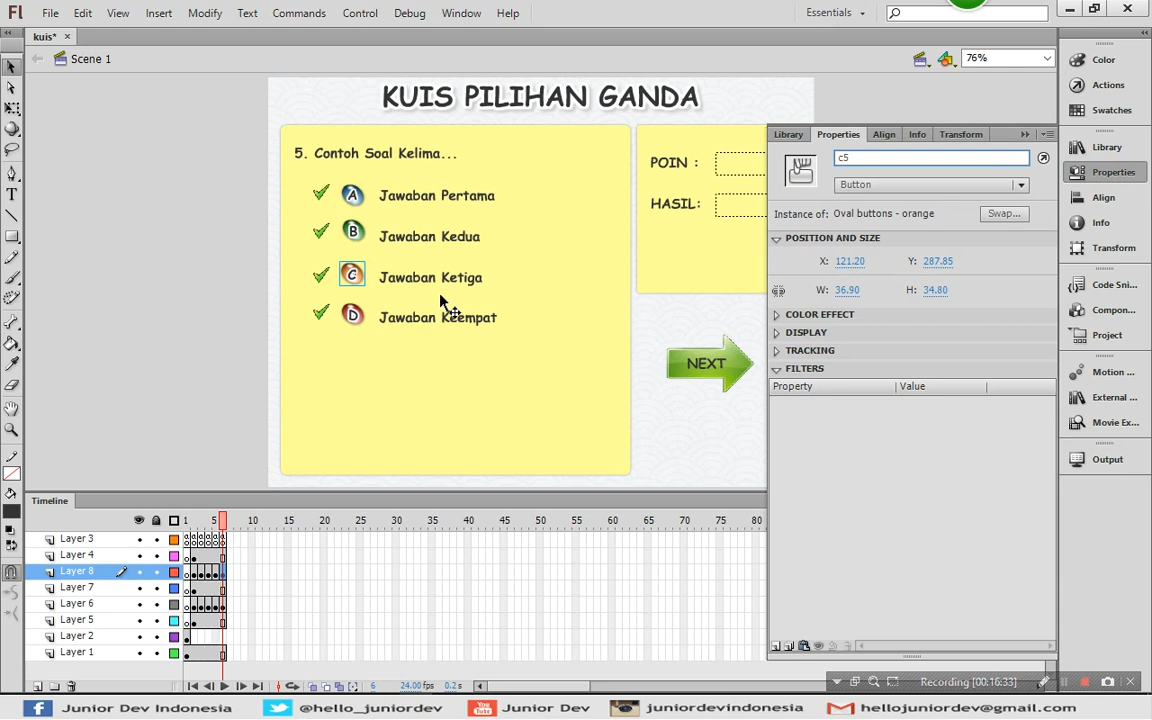 Fl File Edit View Insert Modify Text Commands Control Debug Window Help Essentials
kuis* ×
Scene 1 76%
Color
Actions
Swatches
Library
Properties
Align
Info
Transform
Code Sni...
Compon...
Project
Motion ...
External ...
Movie Ex...
Output
KUIS PILIHAN GANDA
5. Contoh Soal Kelima...
A Jawaban Pertama
B Jawaban Kedua
C Jawaban Ketiga
D Jawaban Keempat
POIN :
HASIL:
NEXT
Library Properties Align Info Transform
c5
Button
Instance of: Oval buttons - orange Swap...
POSITION AND SIZE
X: 121.20 Y: 287.85
W: 36.90 H: 34.80
COLOR EFFECT
DISPLAY
TRACKING
FILTERS
Property Value
Timeline
1 5 10 15 20 25 30 35 40 45 50 55 60 65 70 75 80
Layer 3
Layer 4
Layer 8
Layer 7
Layer 6
Layer 5
Layer 2
Layer 1
6 24.00 fps 0.2 s
Recording [00:16:33]
Junior Dev Indonesia @hello_juniordev Junior Dev juniordevindonesia hellojuniordev@gmail.com